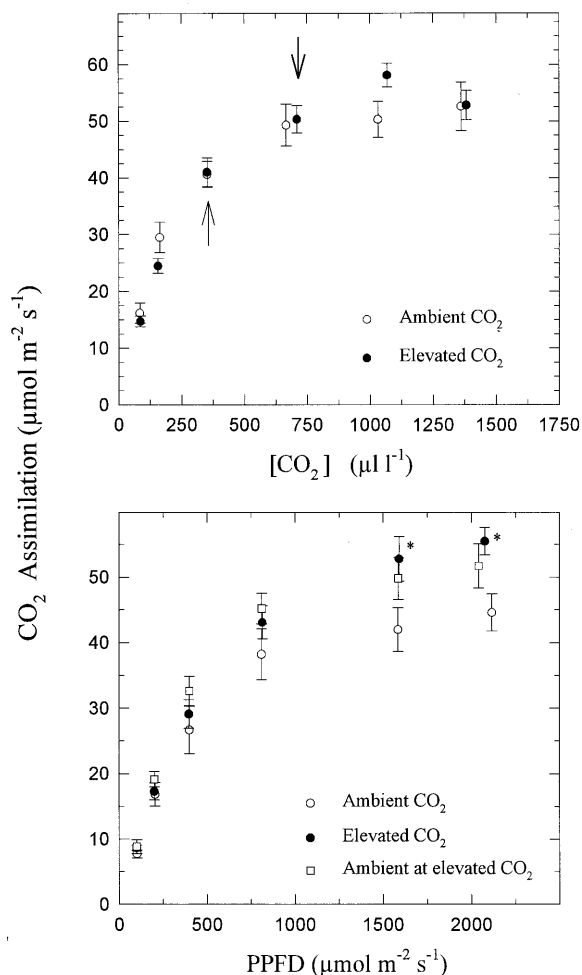 60
50
40
30
20
10
0
○ Ambient CO₂
● Elevated CO₂
0 250 500 750 1000 1250 1500 1750
[CO₂] (µl l⁻¹)
CO₂ Assimilation (µmol m⁻² s⁻¹)
50
40
30
20
10
0
*
*
○ Ambient CO₂
● Elevated CO₂
□ Ambient at elevated CO₂
0 500 1000 1500 2000
PPFD (µmol m⁻² s⁻¹)